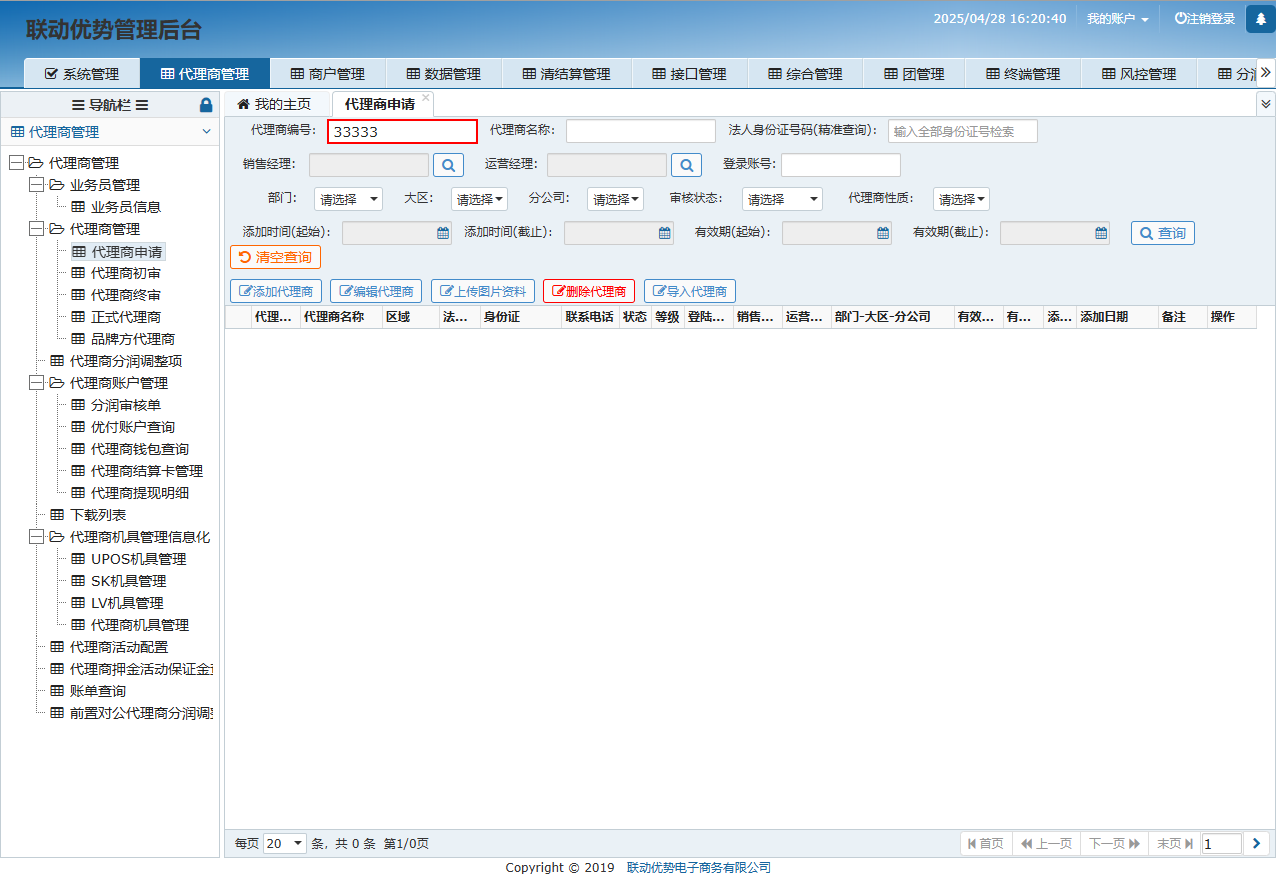 联动优势管理后台
2025/04/28 16:20:40 我的账户 注销登录
系统管理 代理商管理 商户管理 数据管理 清结算管理 接口管理 综合管理 团管理 终端管理 风控管理
导航栏
代理商管理
代理商管理
业务员管理
业务员信息
代理商管理
代理商申请
代理商初审
代理商终审
正式代理商
品牌方代理商
代理商分润调整项
代理商账户管理
分润审核单
优付账户查询
代理商钱包查询
代理商结算卡管理
代理商提现明细
下载列表
代理商机具管理信息化
UPOS机具管理
SK机具管理
LV机具管理
代理商机具管理
代理商活动配置
代理商押金活动保证金
账单查询
前置对公代理商分润调
我的主页 代理商申请
代理商编号： 33333 代理商名称： 法人身份证号码(精准查询)： 输入全部身份证号检索
销售经理： 运营经理： 登录账号:
部门： 请选择 大区： 请选择 分公司： 请选择 审核状态： 请选择 代理商性质： 请选择
添加时间(起始)： 添加时间(截止)： 有效期(起始)： 有效期(截止)： 查询
清空查询
添加代理商 编辑代理商 上传图片资料 删除代理商 导入代理商
代理... 代理商名称 区域 法... 身份证 联系电话 状态 等级 登陆... 销售... 运营... 部门-大区-分公司 有效... 有... 添... 添加日期 备注 操作
每页 20 条, 共 0 条 第1/0页 首页 上一页 下一页 末页 1
Copyright © 2019 联动优势电子商务有限公司